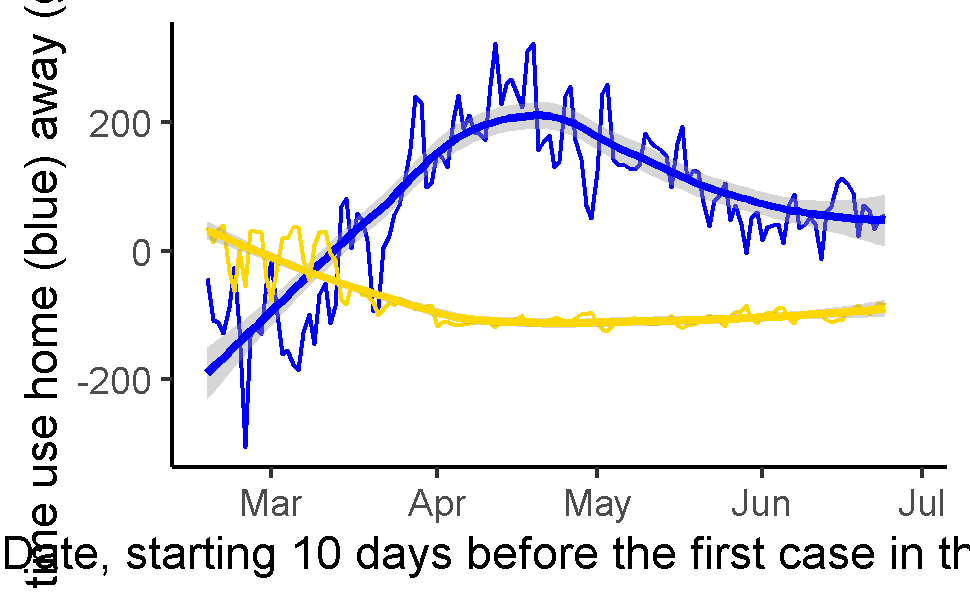 time use home (blue) away (
200
0
-200
Mar Apr May Jun Jul
Date, starting 10 days before the first case in th